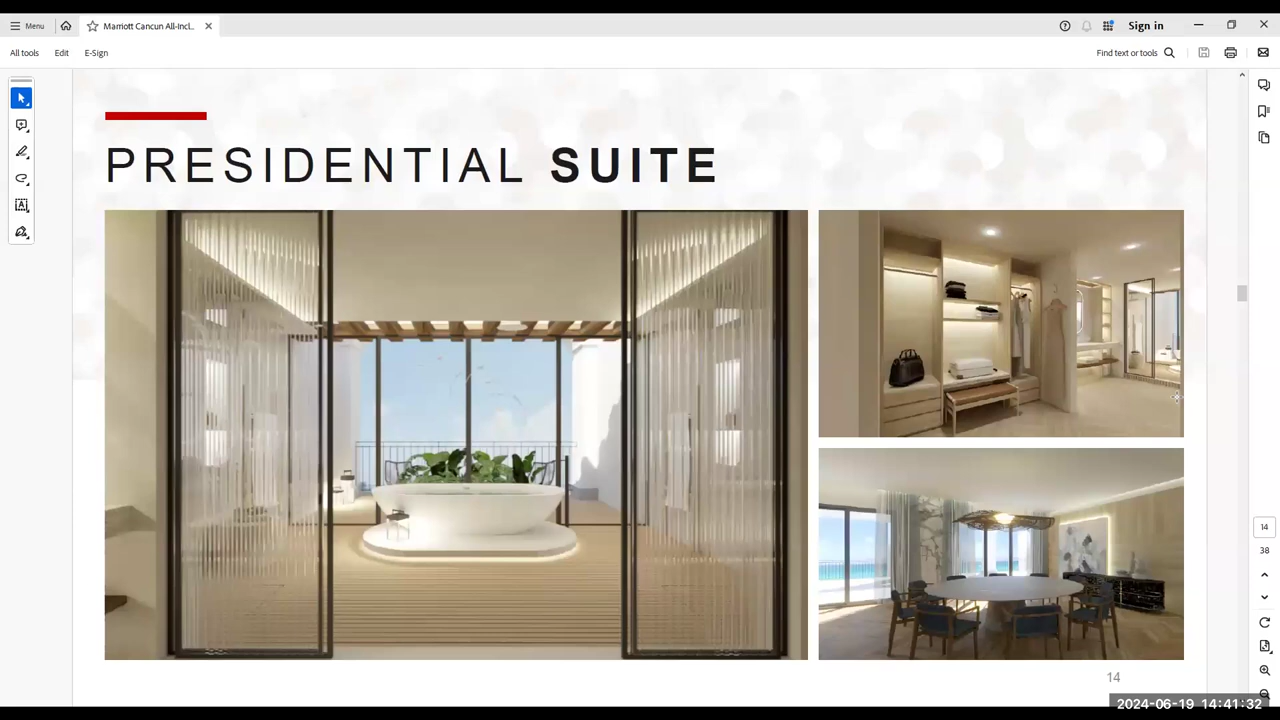 Menu
Marriott Cancun All-Incl...
Sign in
All tools
Edit
E-Sign
Find text or tools
PRESIDENTIAL SUITE
14
38
14
2024-06-19 14:41:32